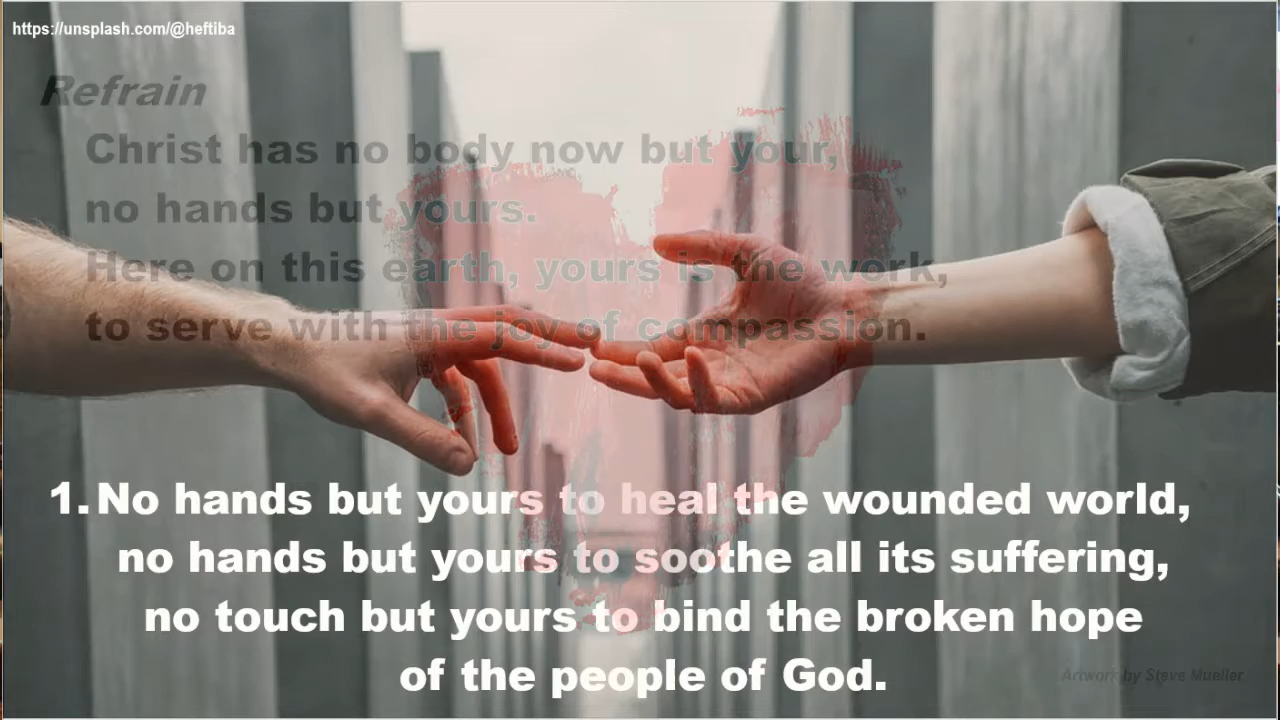 https://unsplash.com/@heftiba
Refrain
Christ has no body now but your,
no hands but yours.
Here on this earth, yours is the work,
to serve with the joy of compassion.
1. No hands but yours to heal the wounded world,
no hands but yours to soothe all its suffering,
no touch but yours to bind the broken hope
of the people of God.
Artwork by Steve Mueller